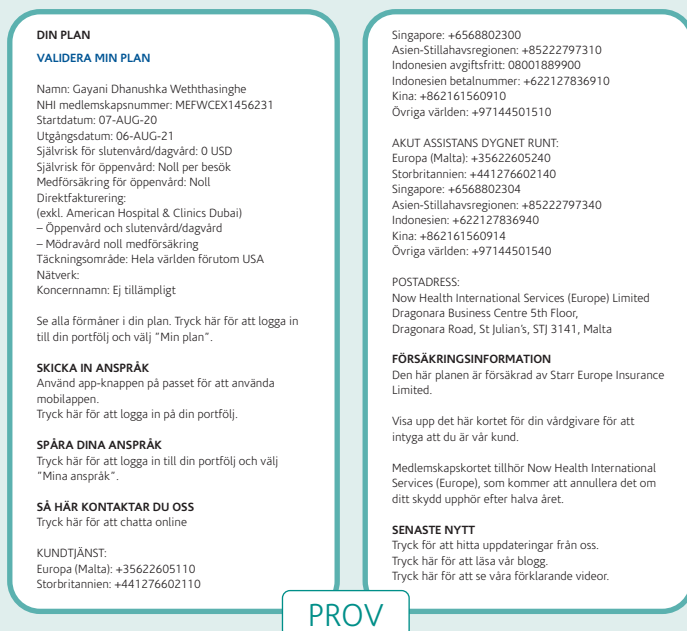 DIN PLAN
VALIDERA MIN PLAN
Namn: Gayani Dhanushka Weththasinghe
NHI medlemskapsnummer: MEFWCEX1456231
Startdatum: 07-AUG-20
Utgångsdatum: 06-AUG-21
Självrisk för slutenvård/dagvård: 0 USD
Självrisk för öppenvård: Noll per besök
Medförsäkring för öppenvård: Noll
Direktfakturering:
(exkl. American Hospital & Clinics Dubai)
– Öppenvård och slutenvård/dagvård
– Mödravård noll medförsäkring
Täckningsområde: Hela världen förutom USA
Nätverk:
Koncernnamn: Ej tillämpligt
Se alla förmåner i din plan. Tryck här för att logga in
till din portfölj och välj ”Min plan”.
SKICKA IN ANSPRÅK
Använd app-knappen på passet för att använda
mobilappen.
Tryck här för att logga in på din portfölj.
SPÅRA DINA ANSPRÅK
Tryck här för att logga in till din portfölj och välj
”Mina anspråk”.
SÅ HÄR KONTAKTAR DU OSS
Tryck här för att chatta online
KUNDTJÄNST:
Europa (Malta): +35622605110
Storbritannien: +441276602110
Singapore: +6568802300
Asien-Stillahavsregionen: +85222797310
Indonesien avgiftsfritt: 08001889900
Indonesien betalnummer: +622127836910
Kina: +862161560910
Övriga världen: +97144501510
AKUT ASSISTANS DYGNET RUNT:
Europa (Malta): +35622605240
Storbritannien: +441276602140
Singapore: +6568802304
Asien-Stillahavsregionen: +85222797340
Indonesien: +622127836940
Kina: +862161560914
Övriga världen: +97144501540
POSTADRESS:
Now Health International Services (Europe) Limited
Dragonara Business Centre 5th Floor,
Dragonara Road, St Julian’s, STJ 3141, Malta
FÖRSÄKRINGSINFORMATION
Den här planen är försäkrad av Starr Europe Insurance
Limited.
Visa upp det här kortet för din vårdgivare för att
intyga att du är vår kund.
Medlemskapskortet tillhör Now Health International
Services (Europe), som kommer att annullera det om
ditt skydd upphör efter halva året.
SENASTE NYTT
Tryck för att hitta uppdateringar från oss.
Tryck här för att läsa vår blogg.
Tryck här för att se våra förklarande videor.
PROV